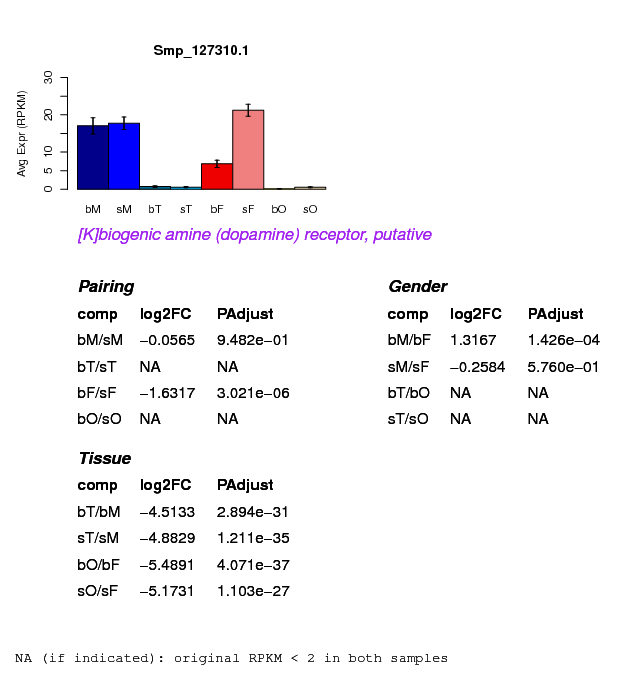 Smp_127310.1
Avg Expr (RPKM)
0 5 10 20 30
bM sM bT sT bF sF bO sO
[K]biogenic amine (dopamine) receptor, putative
Pairing
comp log2FC PAdjust
bM/sM −0.0565 9.482e−01
bT/sT NA NA
bF/sF −1.6317 3.021e−06
bO/sO NA NA
Gender
comp log2FC PAdjust
bM/bF 1.3167 1.426e−04
sM/sF −0.2584 5.760e−01
bT/bO NA NA
sT/sO NA NA
Tissue
comp log2FC PAdjust
bT/bM −4.5133 2.894e−31
sT/sM −4.8829 1.211e−35
bO/bF −5.4891 4.071e−37
sO/sF −5.1731 1.103e−27
NA (if indicated): original RPKM < 2 in both samples